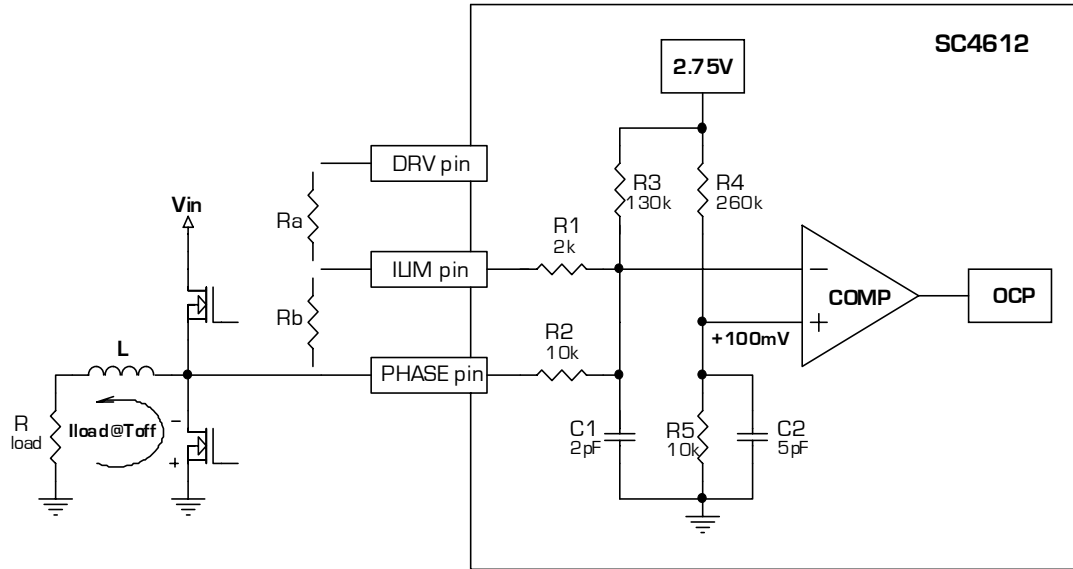 SC4612
2.75V
DRV pin
R3
130k
R4
260k
Vin
Ra
R1
2k
ILIM pin
−
COMP
OCP
Rb
+
+100mV
R2
10k
L
PHASE pin
R
load
Iload@Toff
−
+
C1
2pF
R5
10k
C2
5pF